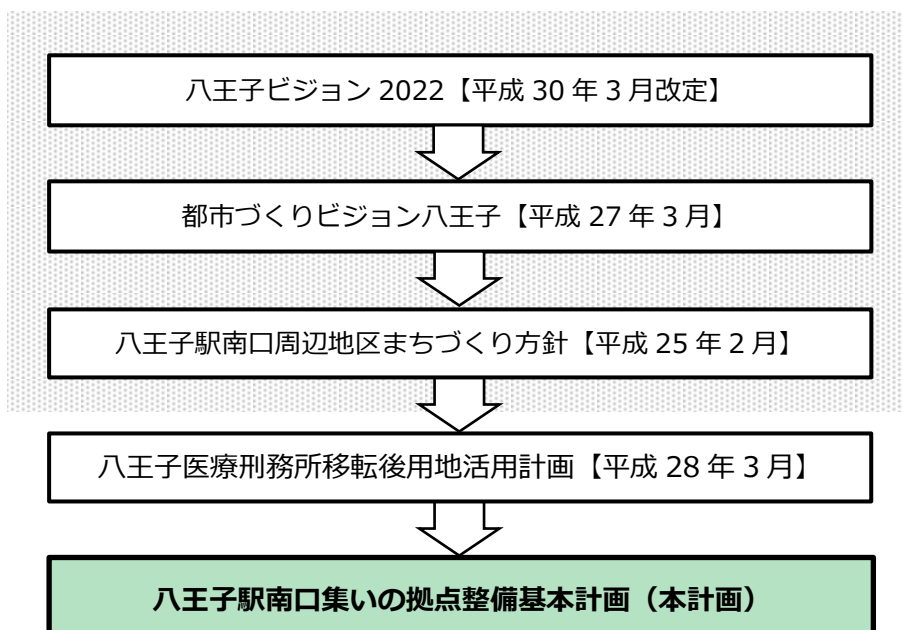 八王子ビジョン 2022【平成 30 年 3 月改定】
都市づくりビジョン八王子【平成 27 年 3 月】
八王子駅南口周辺地区まちづくり方針【平成 25 年 2 月】
八王子医療刑務所移転後用地活用計画【平成 28 年 3 月】
八王子駅南口集いの拠点整備基本計画（本計画）